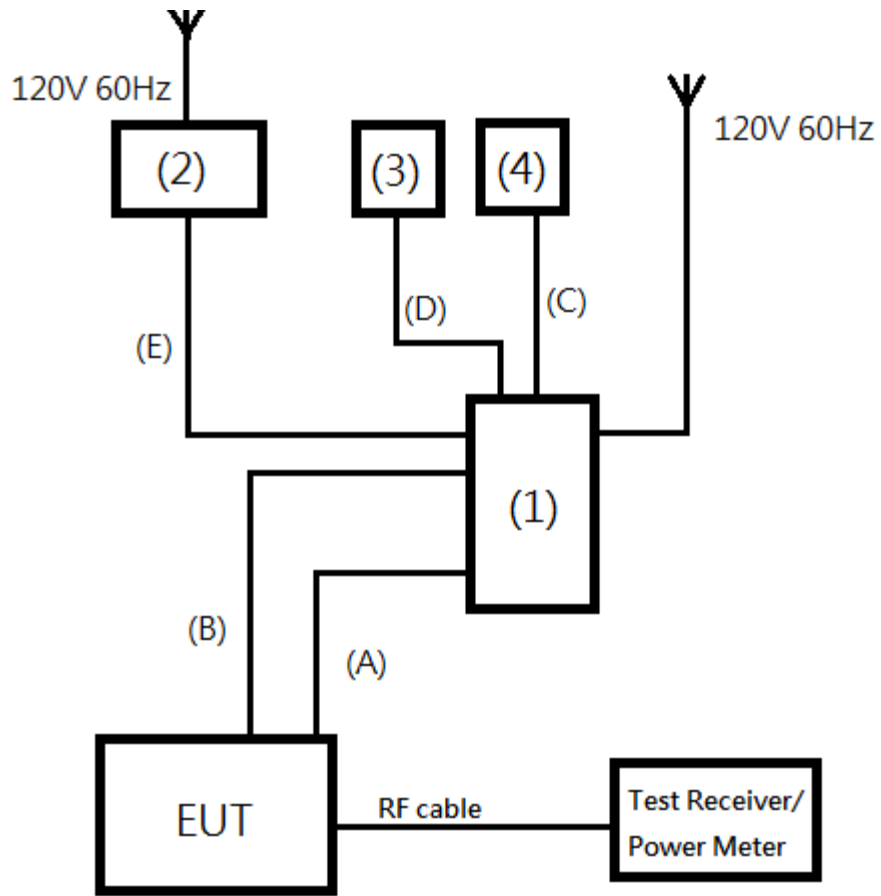 120V 60Hz
120V 60Hz
(2)
(3)
(4)
(D)
(C)
(E)
(1)
(B)
(A)
EUT
RF cable
Test Receiver/
Power Meter